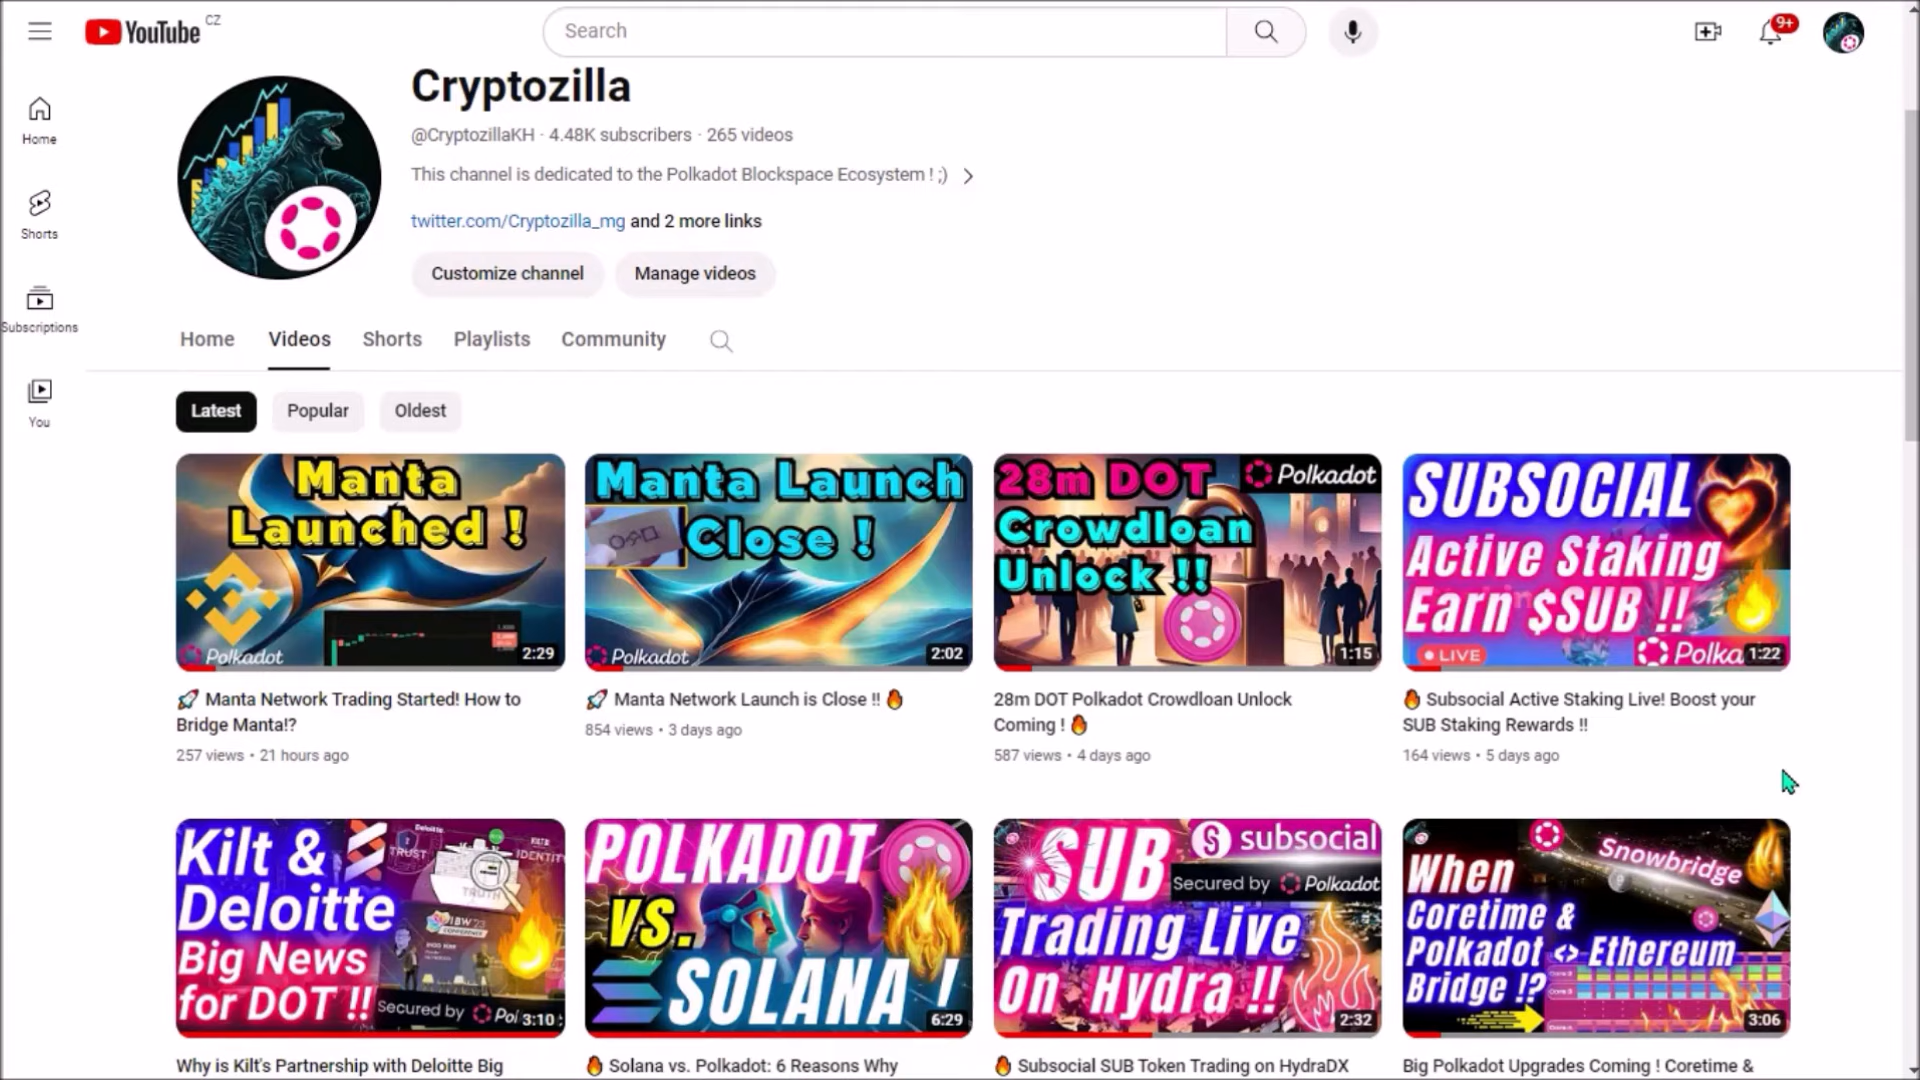 YouTube CZ
Search
9+
Home
Shorts
Subscriptions
You
Cryptozilla
@CryptozillaKH · 4.48K subscribers · 265 videos
This channel is dedicated to the Polkadot Blockspace Ecosystem ! ;)
twitter.com/Cryptozilla_mg and 2 more links
Customize channel
Manage videos
Home
Videos
Shorts
Playlists
Community
Latest
Popular
Oldest
Manta
Launched !
Polkadot
2:29
Manta Launch
Close !
Polkadot
2:02
28m DOT
Polkadot
Crowdloan
Unlock !!
1:15
SUBSOCIAL
Active Staking
Earn $SUB !!
LIVE
Polka
1:22
🚀 Manta Network Trading Started! How to
Bridge Manta!?
257 views • 21 hours ago
🚀 Manta Network Launch is Close !! 🔥
854 views • 3 days ago
28m DOT Polkadot Crowdloan Unlock
Coming ! 🔥
587 views • 4 days ago
🔥 Subsocial Active Staking Live! Boost your
SUB Staking Rewards !!
164 views • 5 days ago
Kilt &
Deloitte
Big News
for DOT !!
Deloitte.
TRUST
IDENTITY
TRUTH
Secured by Pol
3:10
POLKADOT
VS.
SOLANA !
6:29
SUB
subsocial
Secured by Polkadot
Trading Live
On Hydra !!
2:32
When
Snowbridge
Coretime &
Polkadot <> Ethereum
Bridge !?
3:06
Why is Kilt's Partnership with Deloitte Big
🔥 Solana vs. Polkadot: 6 Reasons Why
🔥 Subsocial SUB Token Trading on HydraDX
Big Polkadot Upgrades Coming ! Coretime &